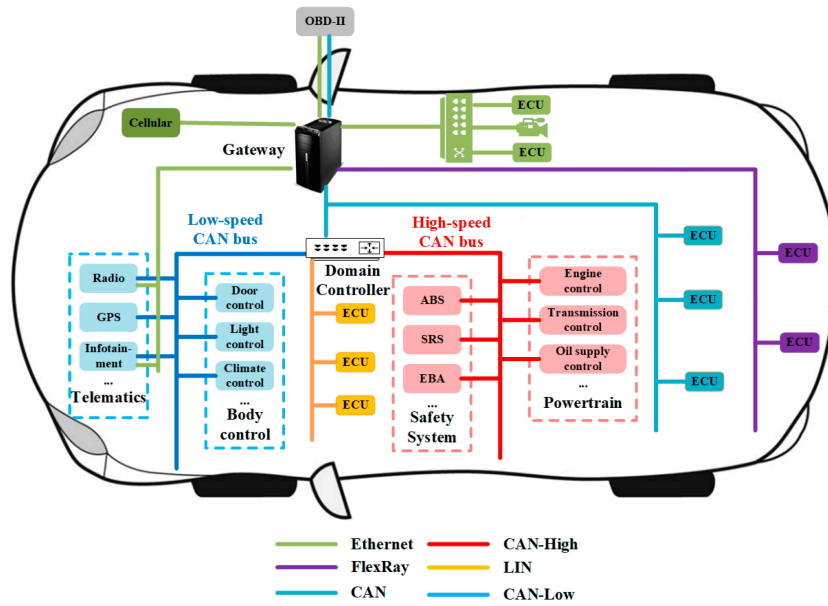 OBD-II
Cellular
Gateway
ECU
ECU
Low-speed
CAN bus
High-speed
CAN bus
Domain
Controller
Radio
GPS
Infotain-
ment
...
Telematics
Door
control
Light
control
Climate
control
...
Body
control
ECU
ECU
ECU
ABS
SRS
EBA
...
Safety
System
Engine
control
Transmission
control
Oil supply
control
...
Powertrain
ECU
ECU
ECU
ECU
ECU
Ethernet
CAN-High
FlexRay
LIN
CAN
CAN-Low